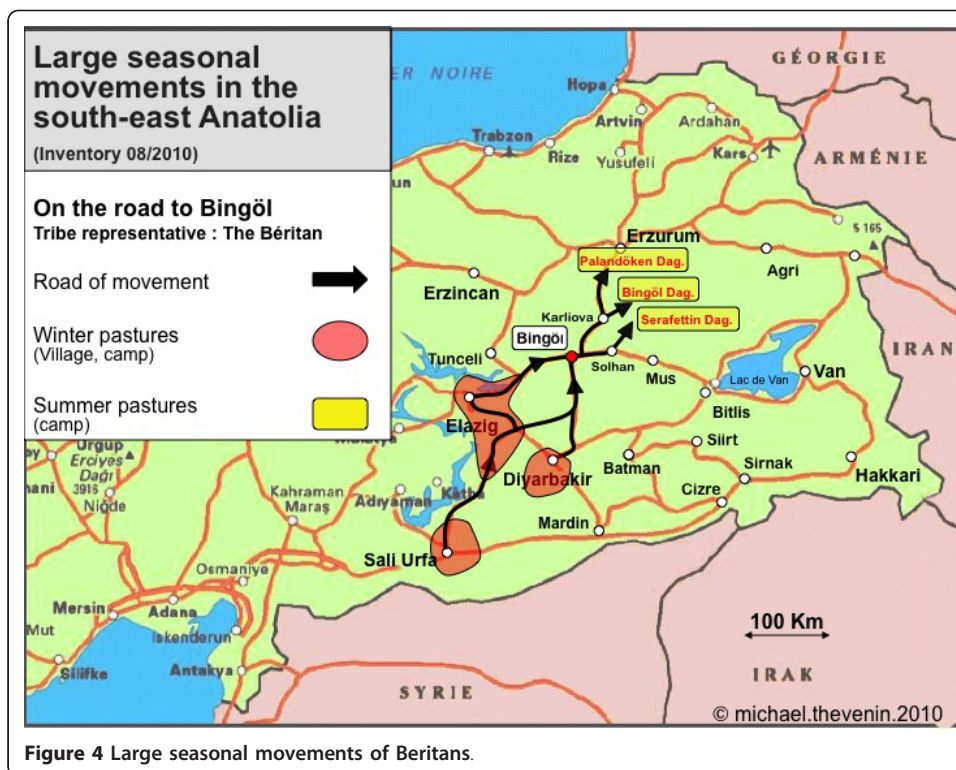 Large seasonal
movements in the
south-east Anatolia
(Inventory 08/2010)
On the road to Bingöl
Tribe representative : The Béritan
Road of movement
Winter pastures
(Village, camp)
Summer pastures
(camp)
ER NOIRE
GÉORGIE
Hopa
Artvin
Ardahan
Trabzon
Rize
Yusufeli
Kars
ARMÉNIE
un
Erzurum
5 165
Palandöken Dag.
Agri
Erzincan
Bingöl Dag.
Karliova
Serafettin Dag.
Bingöl
IRAN
Tunceli
Solhan
Mus
Lac de Van
Van
Bitlis
Elazig
Malatya
Siirt
Urgup
Erciyes
Dağı
3916
Niğde
Diyarbakir
Batman
Sirnak
Hakkari
Kahraman
Maraş
Adıyaman
Katha
Cizre
Mardin
Sali Urfa
Osmaniye
Mersin
Adana
Mut
Iskenderun
Silifke
Antakya
100 Km
SYRIE
IRAK
© michael.thevenin.2010
Figure 4 Large seasonal movements of Beritans.